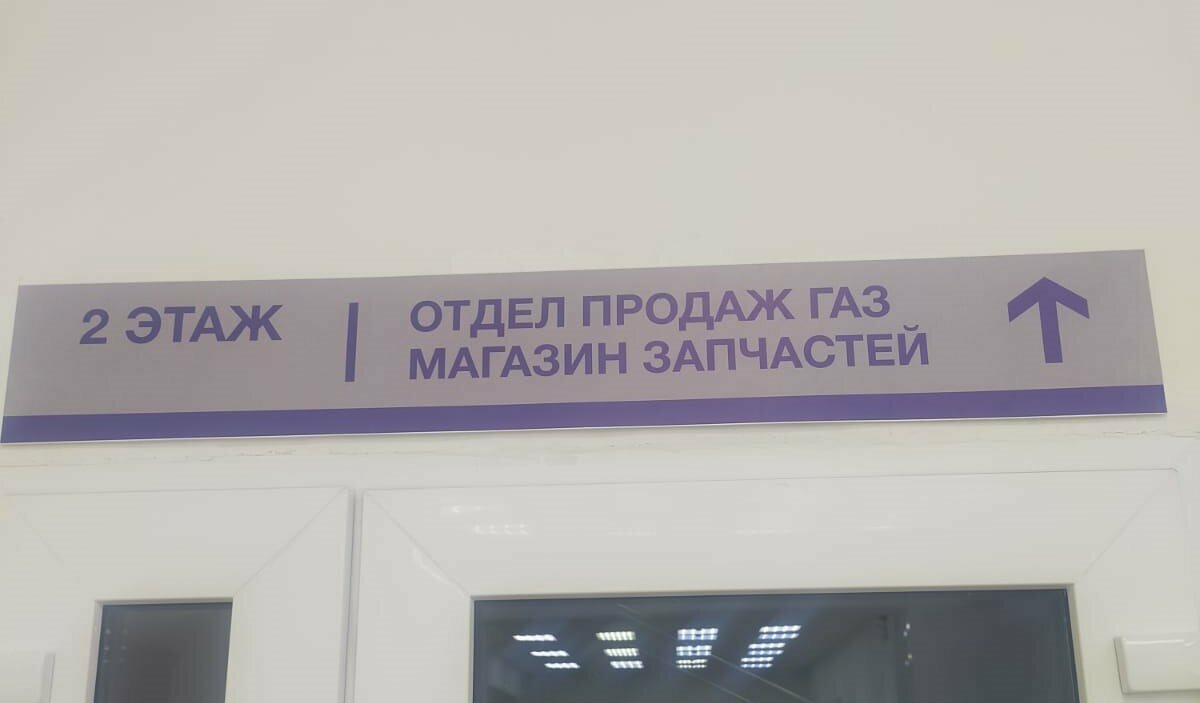 2 ЭТАЖ
ОТДЕЛ ПРОДАЖ ГАЗ
МАГАЗИН ЗАПЧАСТЕЙ